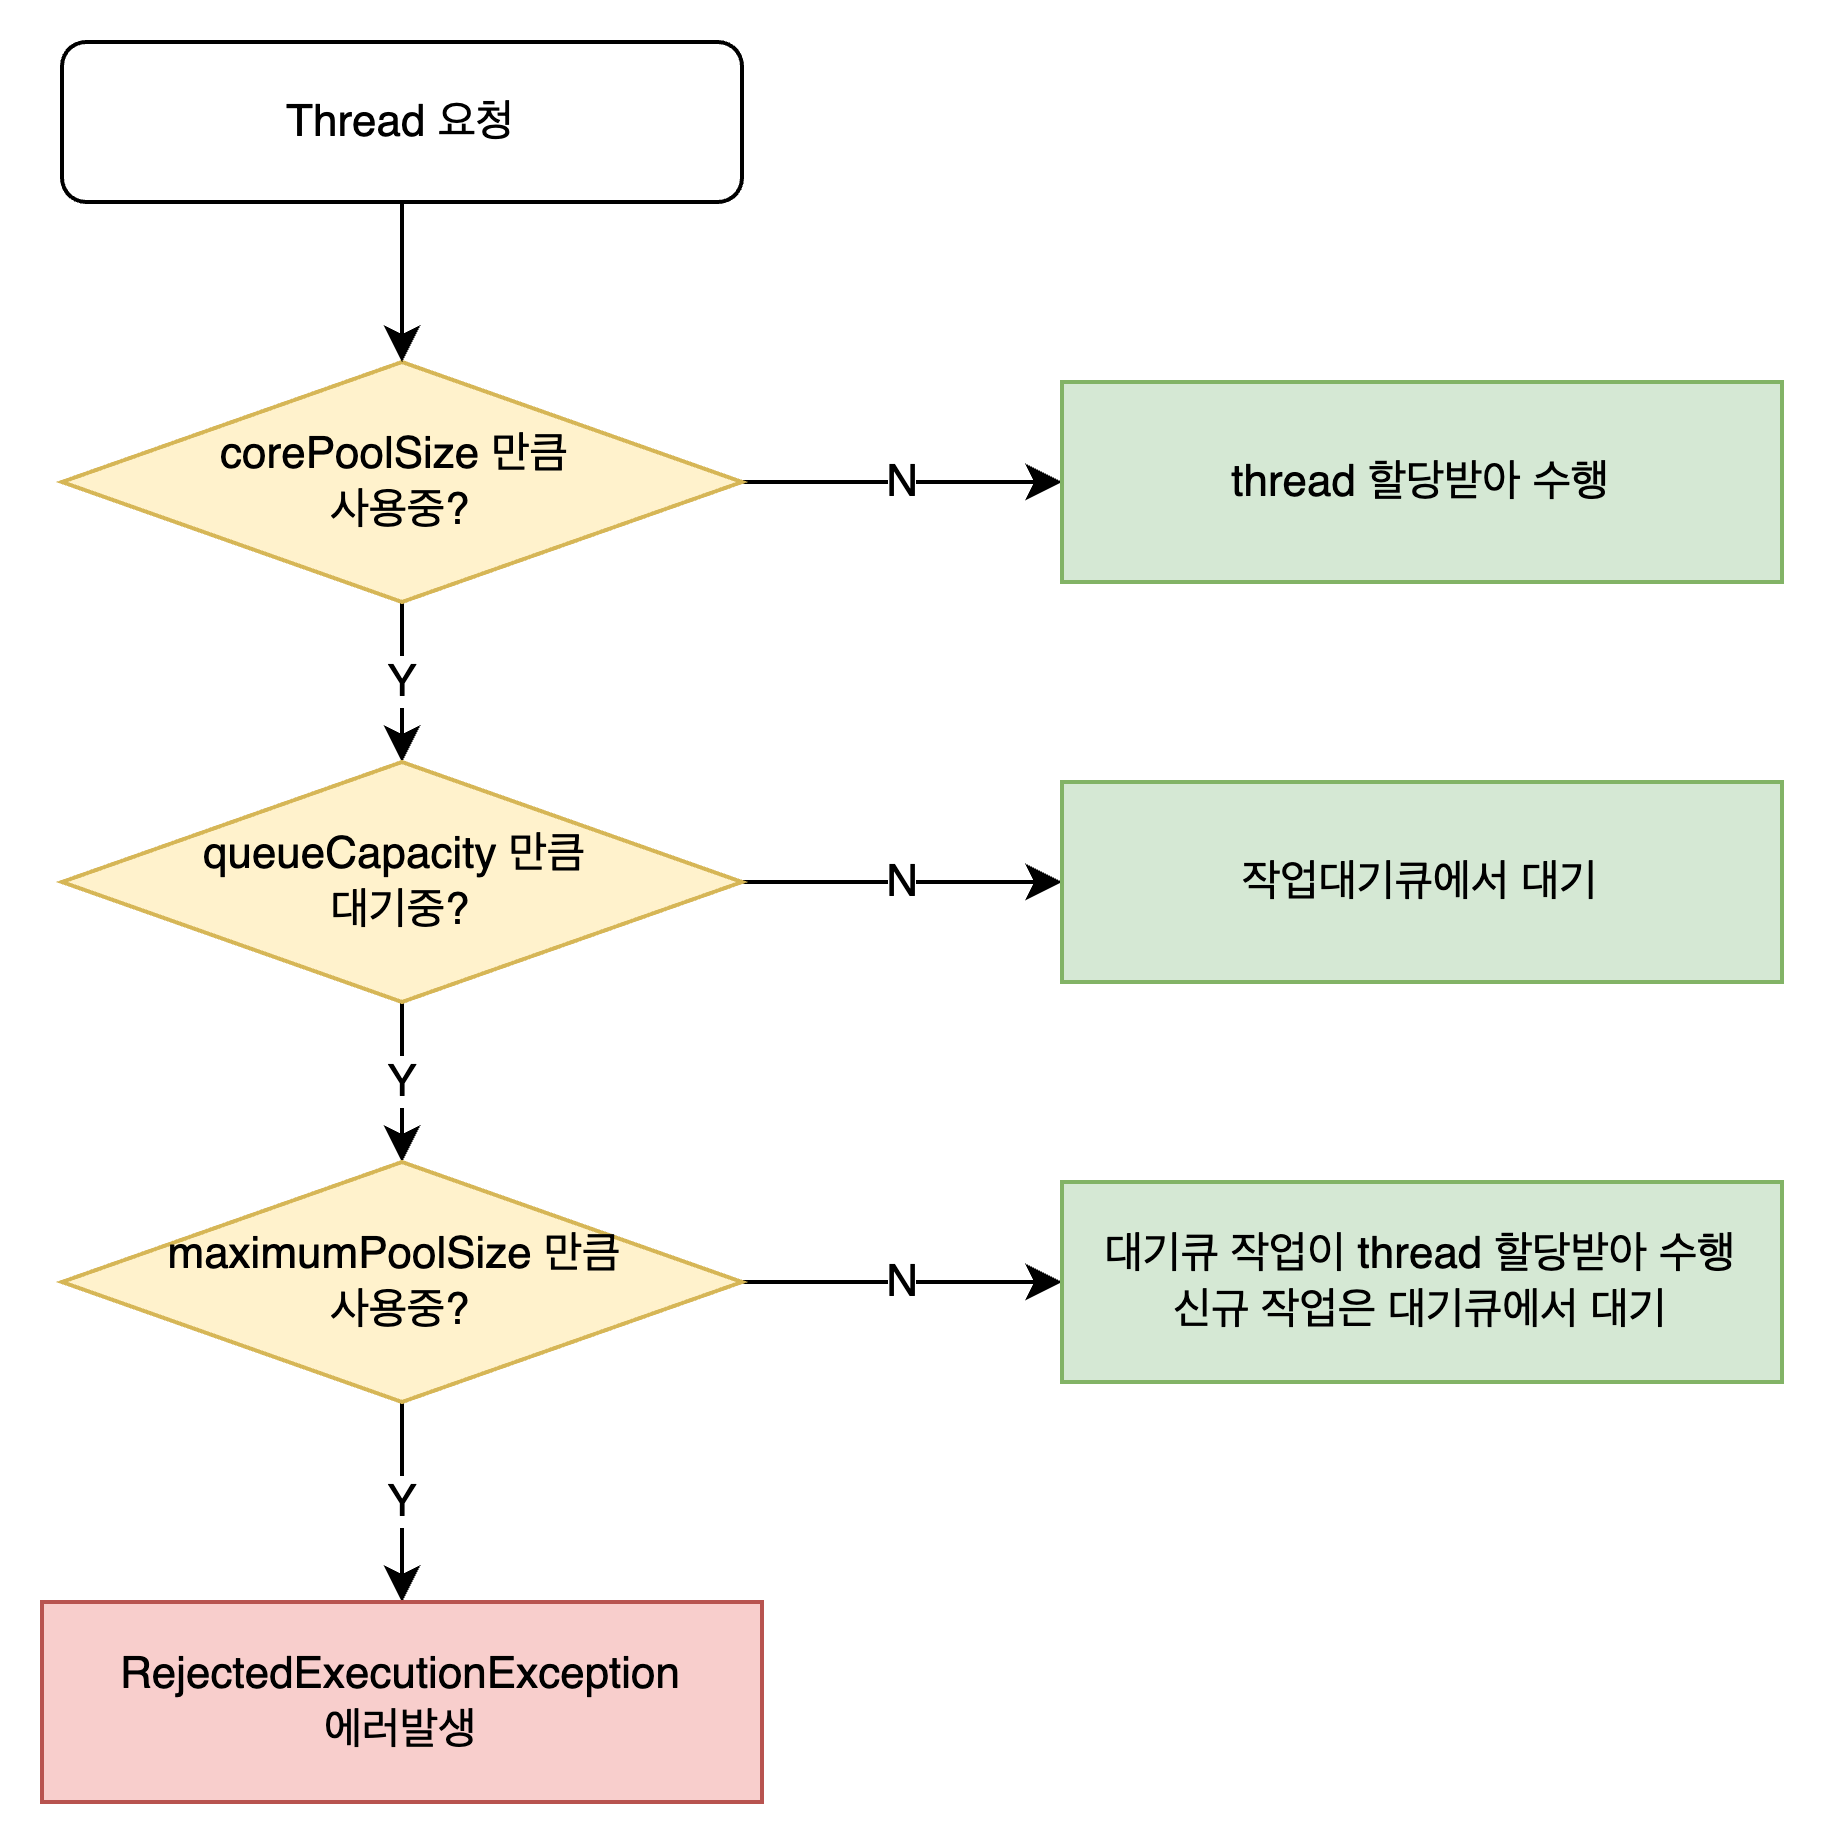 Thread 요청
corePoolSize 만큼
사용중?
N
thread 할당받아 수행
Y
queueCapacity 만큼
대기중?
N
작업대기큐에서 대기
Y
maximumPoolSize 만큼
사용중?
N
대기큐 작업이 thread 할당받아 수행
신규 작업은 대기큐에서 대기
Y
RejectedExecutionException
에러발생